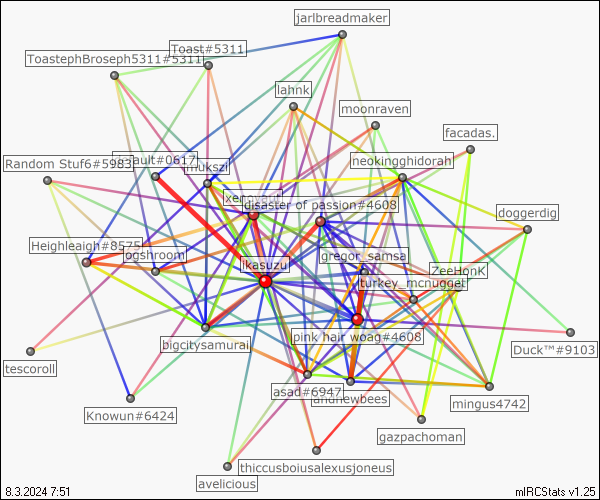 jarlbreadmaker
Toast#5311
ToastephBroseph5311#5311
lahnk
moonraven
facadas.
Random Stuf6#5983
ault#0617
mukszi
neokingghidorah
disaster of passion#4608
doggerdig
Heighleaigh#8575
ogshroom
gregor_samsa
ikasuzu
ZeeHonK
turkey_mcnugget
bigcitysamurai
pink hair woag#4608
Duck™#9103
tescoroll
asad#6947
andrewbees
mingus4742
Knowun#6424
gazpachoman
thiccusboiusalexusjoneus
avelicious
8.3.2024 7:51
mIRCStats v1.25